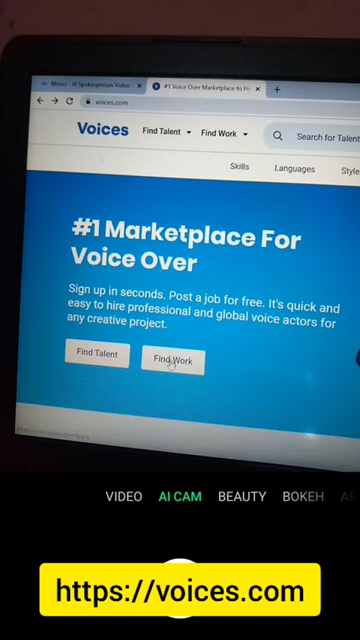 Movio - AI Spokesperson Video
#1 Voice Over Marketplace to Hi
voices.com
Voices
Find Talent
Find Work
Search for Talent
Skills
Languages
Style
#1 Marketplace For
Voice Over
Sign up in seconds. Post a job for free. It's quick and
easy to hire professional and global voice actors for
any creative project.
Find Talent
Find Work
VIDEO
AI CAM
BEAUTY
BOKEH
https://voices.com